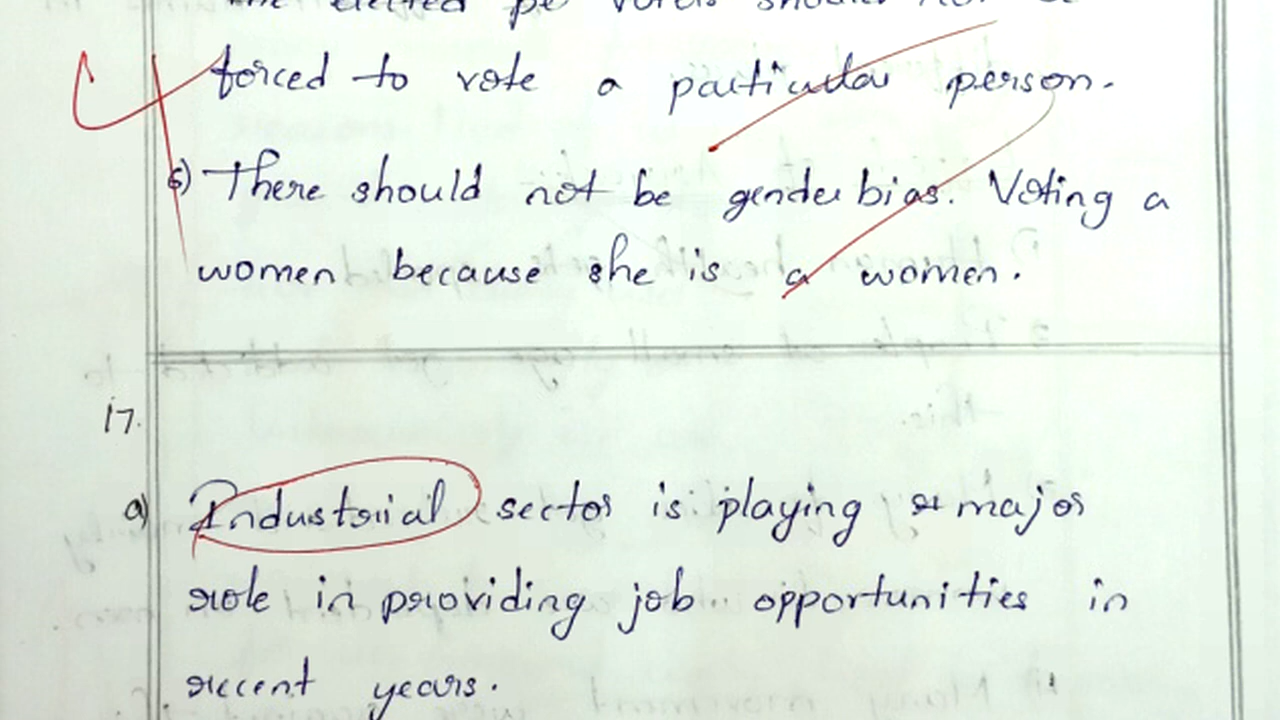 forced to vote a particular person.
6) There should not be gender bias. Voting a
women because she is a women.
17.
a) Industorial sector is playing a major
role in providing job opportunities in
recent years.